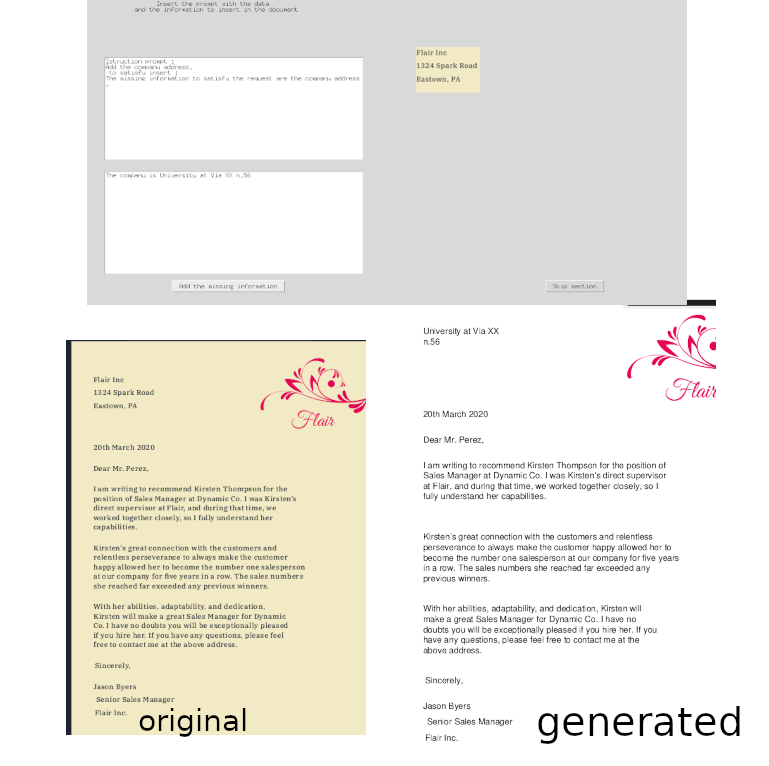 Insert the prompt with the data
and the information to insert in the document
Istruction prompt :
Add the company address.
to satisfu insert :
The missing information to satisfu the request are the company address
.
Flair Inc
1324 Spark Road
Eastown, PA
The company is University at Via XX n.56
Add the missing information
Skip section
Flair Inc
1324 Spark Road
Eastown, PA
Flair
20th March 2020
Dear Mr. Perez,
I am writing to recommend Kirsten Thompson for the
position of Sales Manager at Dynamic Co. I was Kirsten's
direct supervisor at Flair, and during that time, we
worked together closely, so I fully understand her
capabilities.
Kirsten's great connection with the customers and
relentless perseverance to always make the customer
happy allowed her to become the number one salesperson
at our company for five years in a row. The sales numbers
she reached far exceeded any previous winners.
With her abilities, adaptability, and dedication,
Kirsten will make a great Sales Manager for Dynamic
Co. I have no doubts you will be exceptionally pleased
if you hire her. If you have any questions, please feel
free to contact me at the above address.
Sincerely,
Jason Byers
Senior Sales Manager
Flair Inc.
original
University at Via XX
n.56
Flair
20th March 2020
Dear Mr. Perez,
I am writing to recommend Kirsten Thompson for the position of
Sales Manager at Dynamic Co. I was Kirsten's direct supervisor
at Flair, and during that time, we worked together closely, so I
fully understand her capabilities.
Kirsten's great connection with the customers and relentless
perseverance to always make the customer happy allowed her to
become the number one salesperson at our company for five years
in a row. The sales numbers she reached far exceeded any
previous winners.
With her abilities, adaptability, and dedication, Kirsten will
make a great Sales Manager for Dynamic Co. I have no
doubts you will be exceptionally pleased if you hire her. If you
have any questions, please feel free to contact me at the
above address.
Sincerely,
Jason Byers
Senior Sales Manager
Flair Inc.
generated